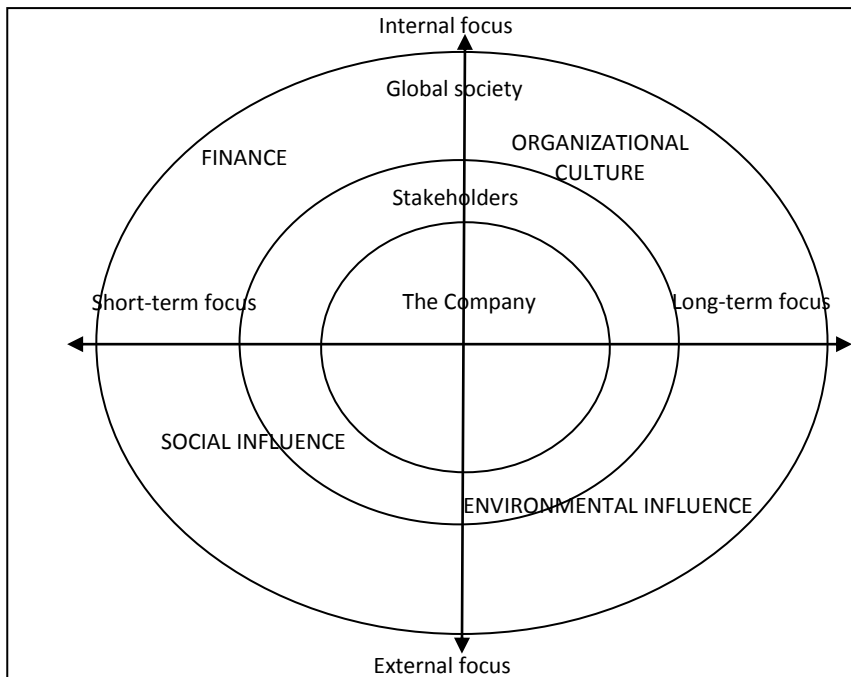 Internal focus
Global society
ORGANIZATIONAL
CULTURE
FINANCE
Stakeholders
Short-term focus
The Company
Long-term focus
SOCIAL INFLUENCE
ENVIRONMENTAL INFLUENCE
External focus